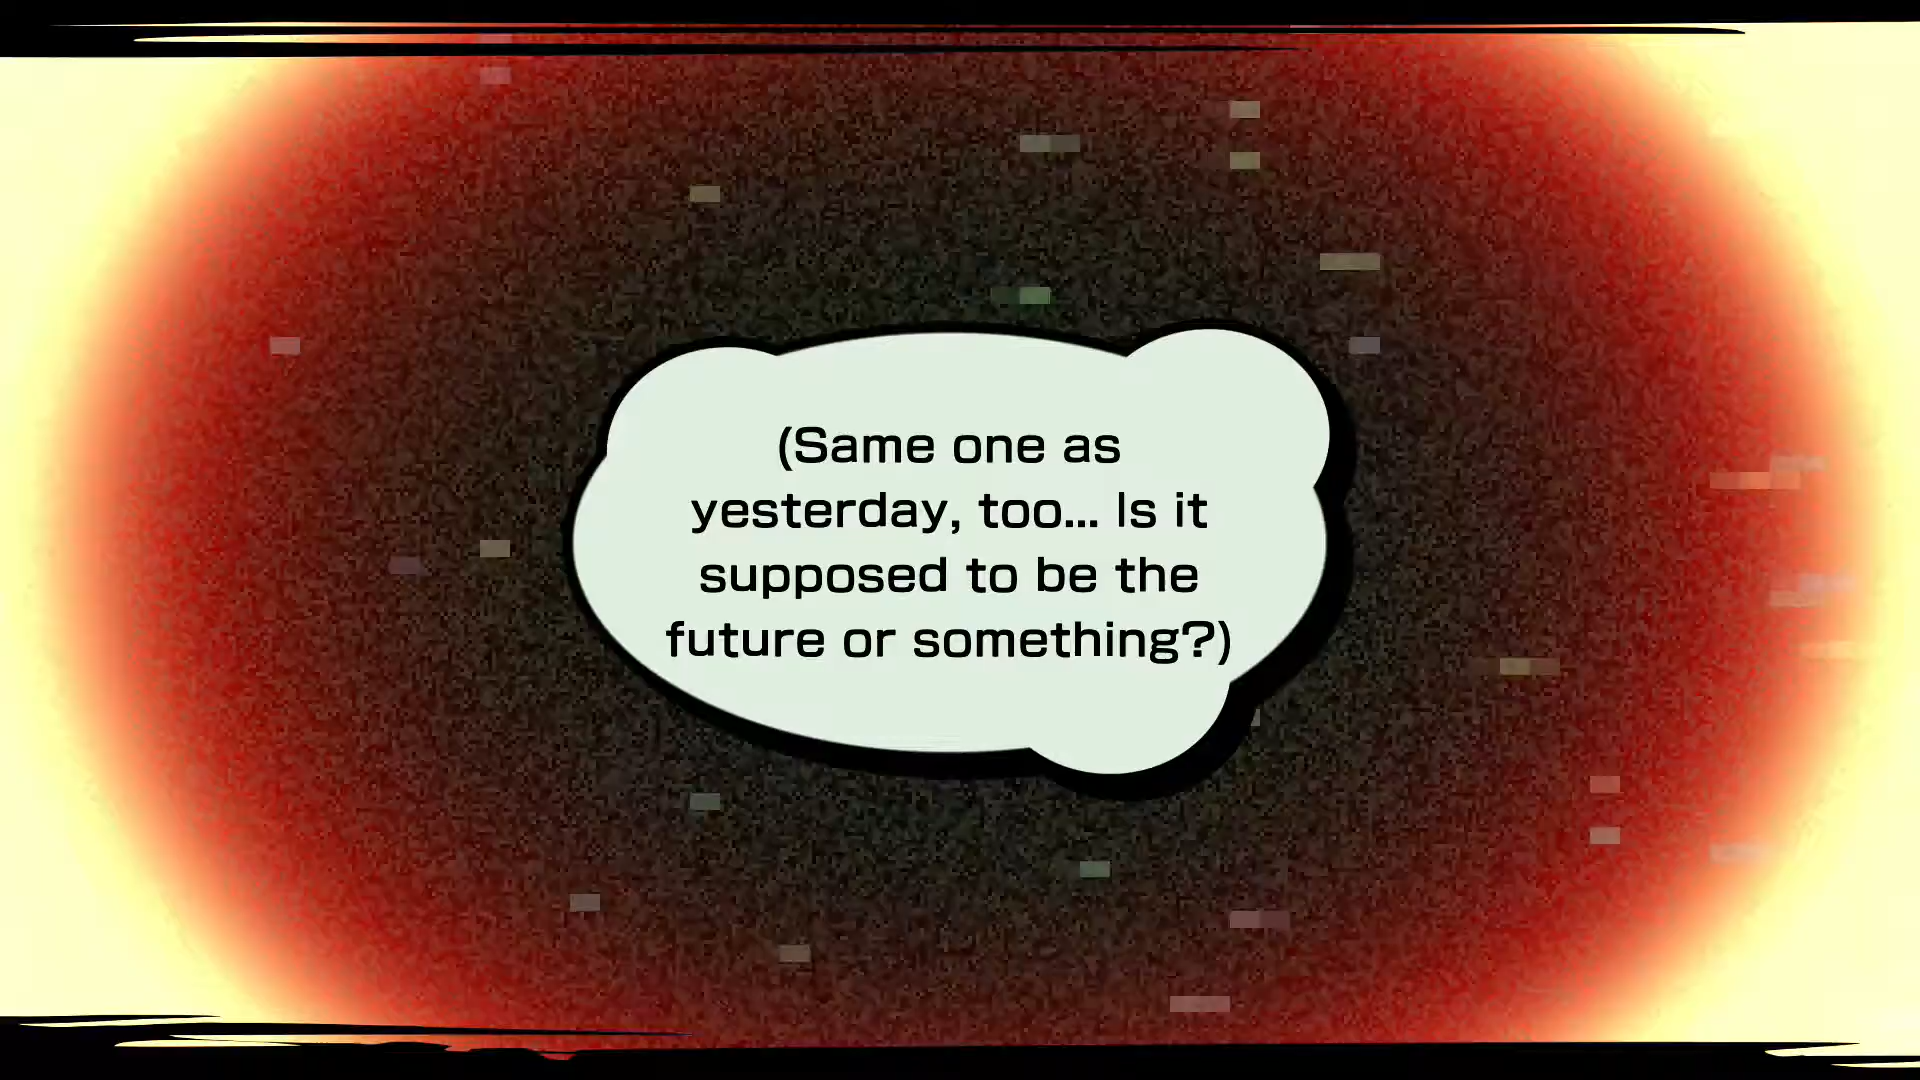 (Same one as
yesterday, too... Is it
supposed to be the
future or something?)